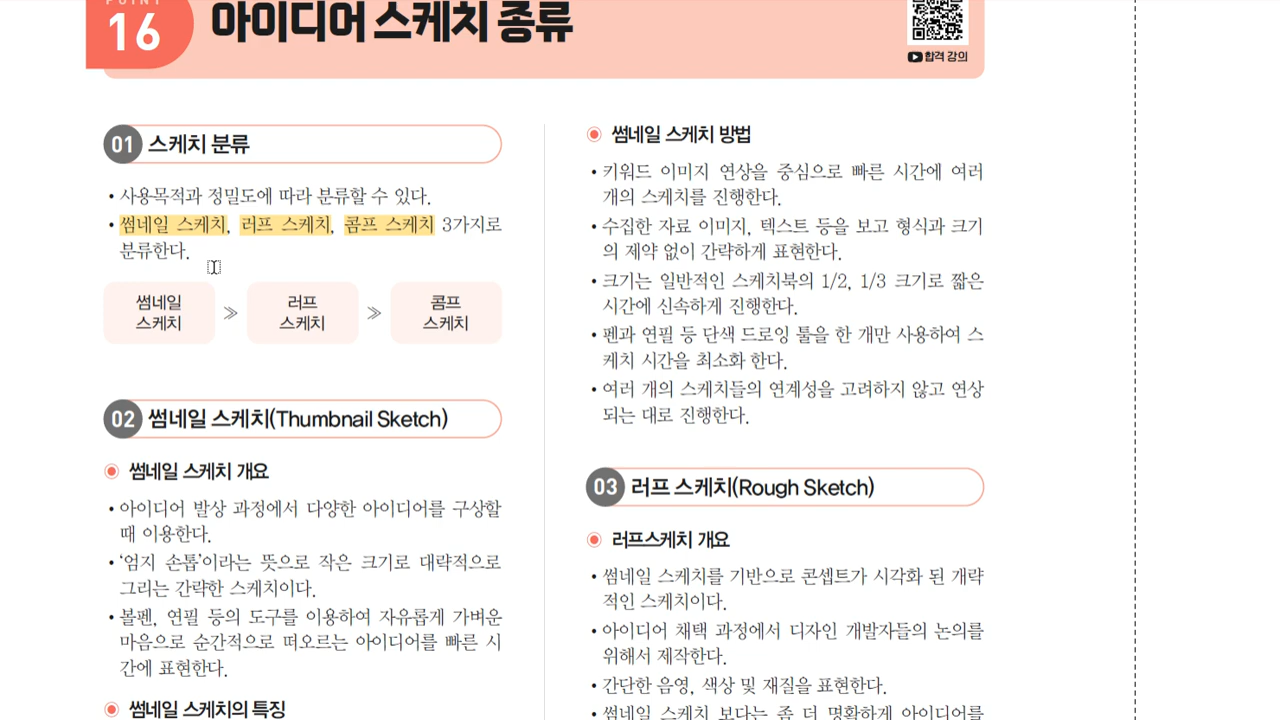 POINT
16
아이디어 스케치 종류
합격 강의
01 스케치 분류
• 사용목적과 정밀도에 따라 분류할 수 있다.
• 썸네일 스케치, 러프 스케치, 콤프 스케치 3가지로
분류한다.
썸네일
스케치
≫
러프
스케치
≫
콤프
스케치
02 썸네일 스케치(Thumbnail Sketch)
썸네일 스케치 개요
• 아이디어 발상 과정에서 다양한 아이디어를 구상할
때 이용한다.
• ‘엄지 손톱’이라는 뜻으로 작은 크기로 대략적으로
그리는 간략한 스케치이다.
• 볼펜, 연필 등의 도구를 이용하여 자유롭게 가벼운
마음으로 순간적으로 떠오르는 아이디어를 빠른 시
간에 표현한다.
썸네일 스케치의 특징
썸네일 스케치 방법
• 키워드 이미지 연상을 중심으로 빠른 시간에 여러
개의 스케치를 진행한다.
• 수집한 자료 이미지, 텍스트 등을 보고 형식과 크기
의 제약 없이 간략하게 표현한다.
• 크기는 일반적인 스케치북의 1/2, 1/3 크기로 짧은
시간에 신속하게 진행한다.
• 펜과 연필 등 단색 드로잉 툴을 한 개만 사용하여 스
케치 시간을 최소화 한다.
• 여러 개의 스케치들의 연계성을 고려하지 않고 연상
되는 대로 진행한다.
03 러프 스케치(Rough Sketch)
러프스케치 개요
• 썸네일 스케치를 기반으로 콘셉트가 시각화 된 개략
적인 스케치이다.
• 아이디어 채택 과정에서 디자인 개발자들의 논의를
위해서 제작한다.
• 간단한 음영, 색상 및 재질을 표현한다.
• 썸네일 스케치 보다는 좀 더 명확하게 아이디어를